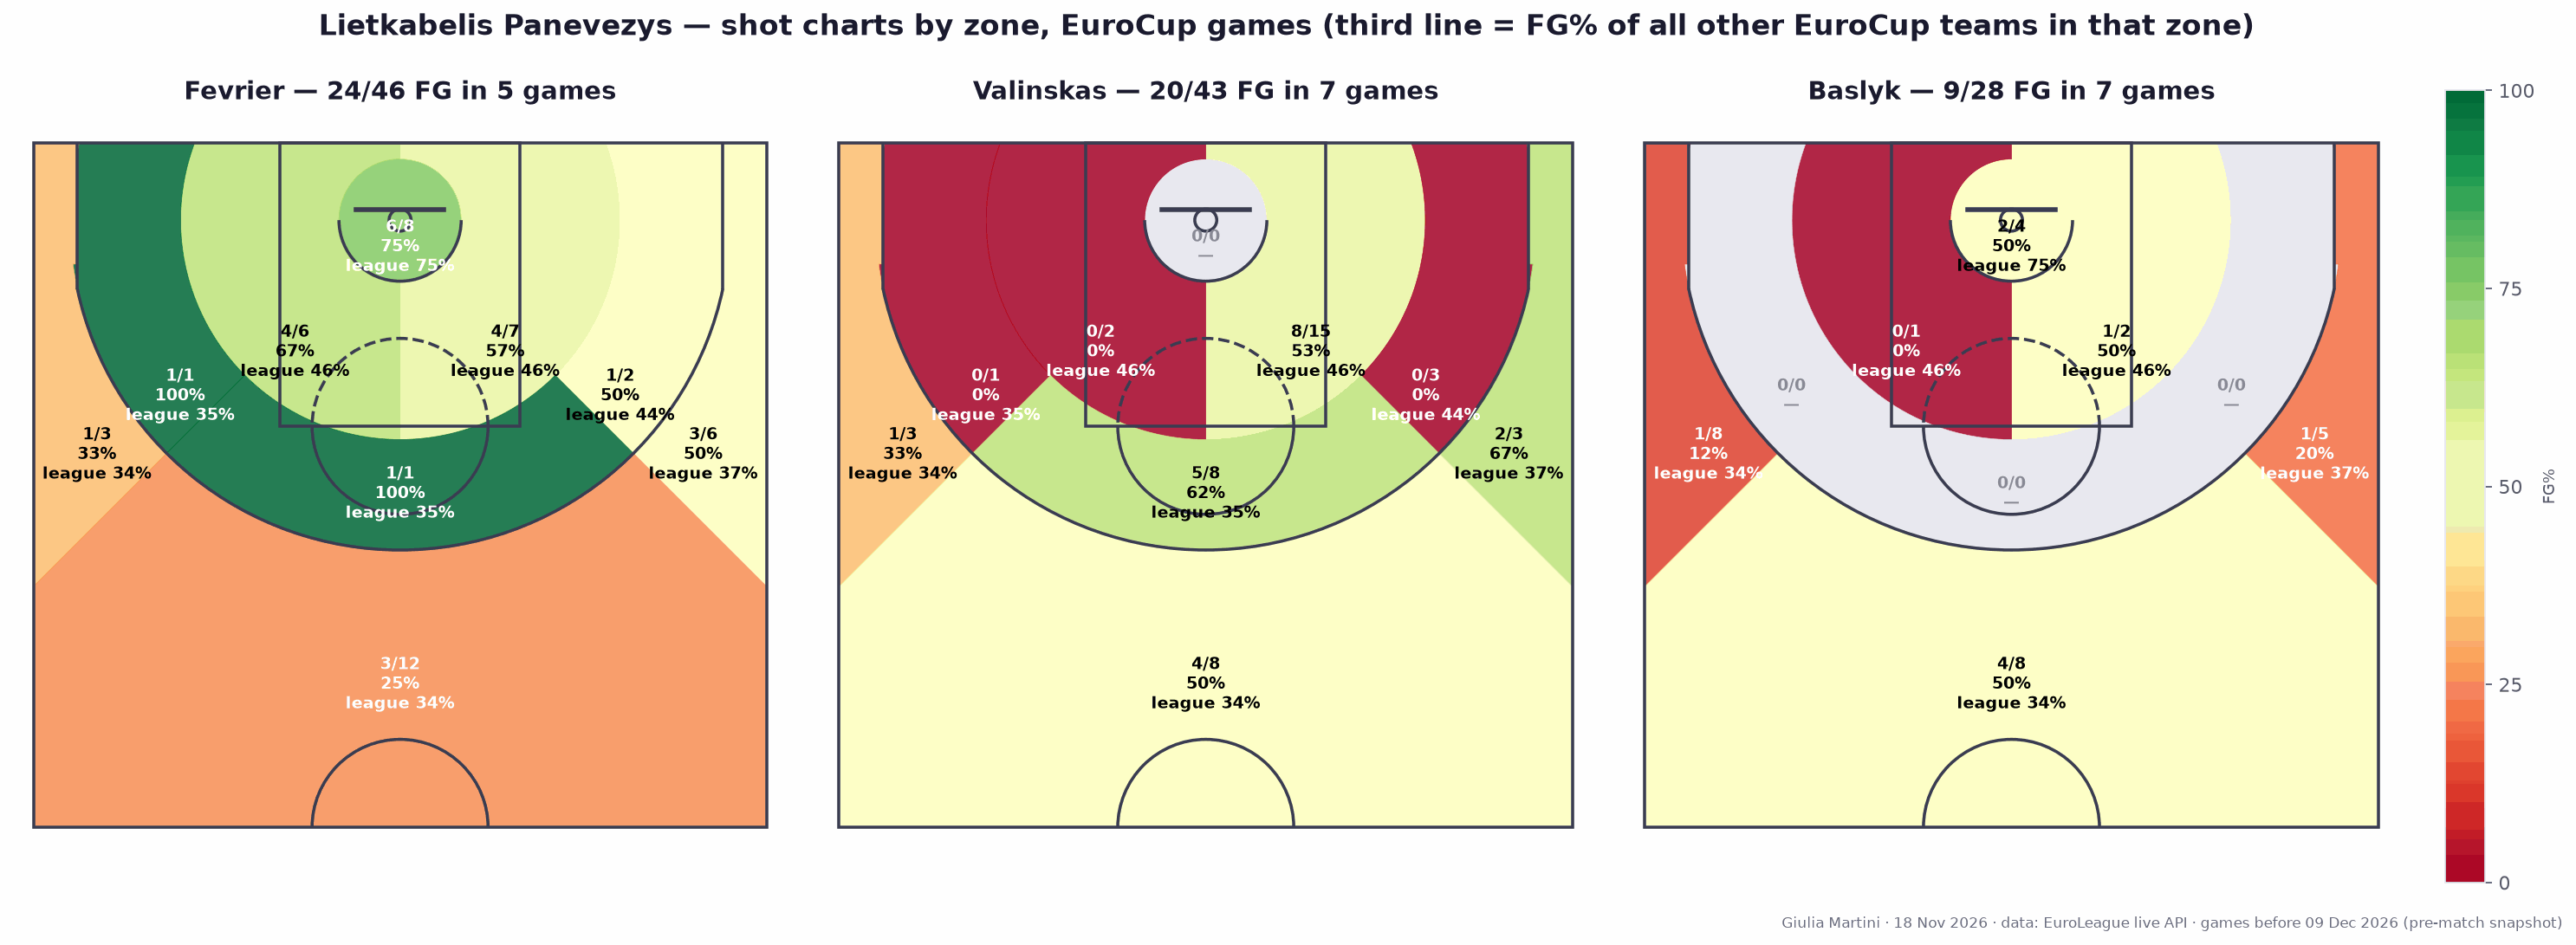 Lietkabelis Panevezys — shot charts by zone, EuroCup games (third line = FG% of all other EuroCup teams in that zone)
Fevrier — 24/46 FG in 5 games
6/8
75%
league 75%
4/6
67%
league 46%
4/7
57%
league 46%
1/1
100%
league 35%
1/2
50%
league 44%
1/3
33%
league 34%
3/6
50%
league 37%
1/1
100%
league 35%
3/12
25%
league 34%
Valinskas — 20/43 FG in 7 games
0/0
—
0/2
0%
league 46%
8/15
53%
league 46%
0/1
0%
league 35%
0/3
0%
league 44%
1/3
33%
league 34%
2/3
67%
league 37%
5/8
62%
league 35%
4/8
50%
league 34%
Baslyk — 9/28 FG in 7 games
2/4
50%
league 75%
0/1
0%
league 46%
1/2
50%
league 46%
0/0
—
0/0
—
1/8
12%
league 34%
1/5
20%
league 37%
0/0
—
4/8
50%
league 34%
100
75
50
25
0
FG%
Giulia Martini · 18 Nov 2026 · data: EuroLeague live API · games before 09 Dec 2026 (pre-match snapshot)